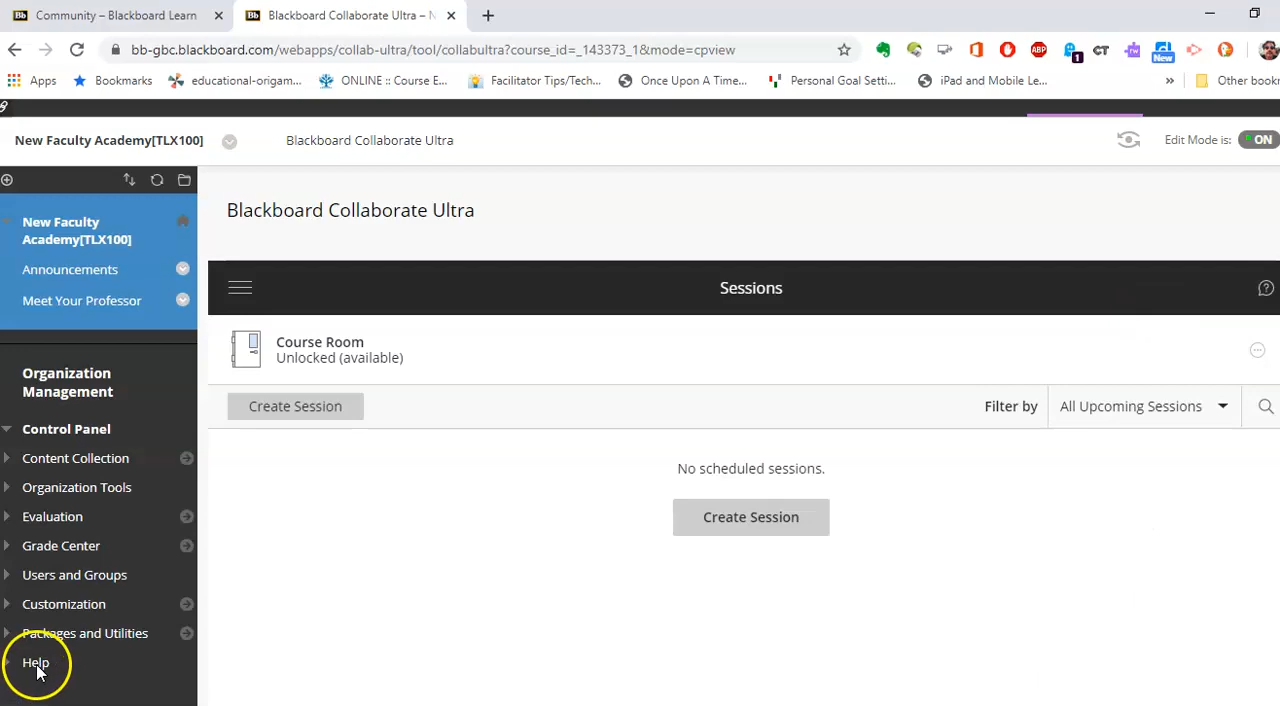 Community – Blackboard Learn
Blackboard Collaborate Ultra – N
bb-gbc.blackboard.com/webapps/collab-ultra/tool/collabultra?course_id=_143373_1&mode=cpview
ABP
1
CT
rw
New
Apps
Bookmarks
educational-origam...
ONLINE :: Course E...
Facilitator Tips/Tech...
Once Upon A Time...
Personal Goal Setti...
iPad and Mobile Le...
»
Other bookm
New Faculty Academy[TLX100]
Blackboard Collaborate Ultra
Edit Mode is:
ON
New Faculty
Academy[TLX100]
Announcements
Meet Your Professor
Organization
Management
Control Panel
Content Collection
Organization Tools
Evaluation
Grade Center
Users and Groups
Customization
Packages and Utilities
Help
Blackboard Collaborate Ultra
Sessions
Course Room
Unlocked (available)
Create Session
Filter by
All Upcoming Sessions
No scheduled sessions.
Create Session